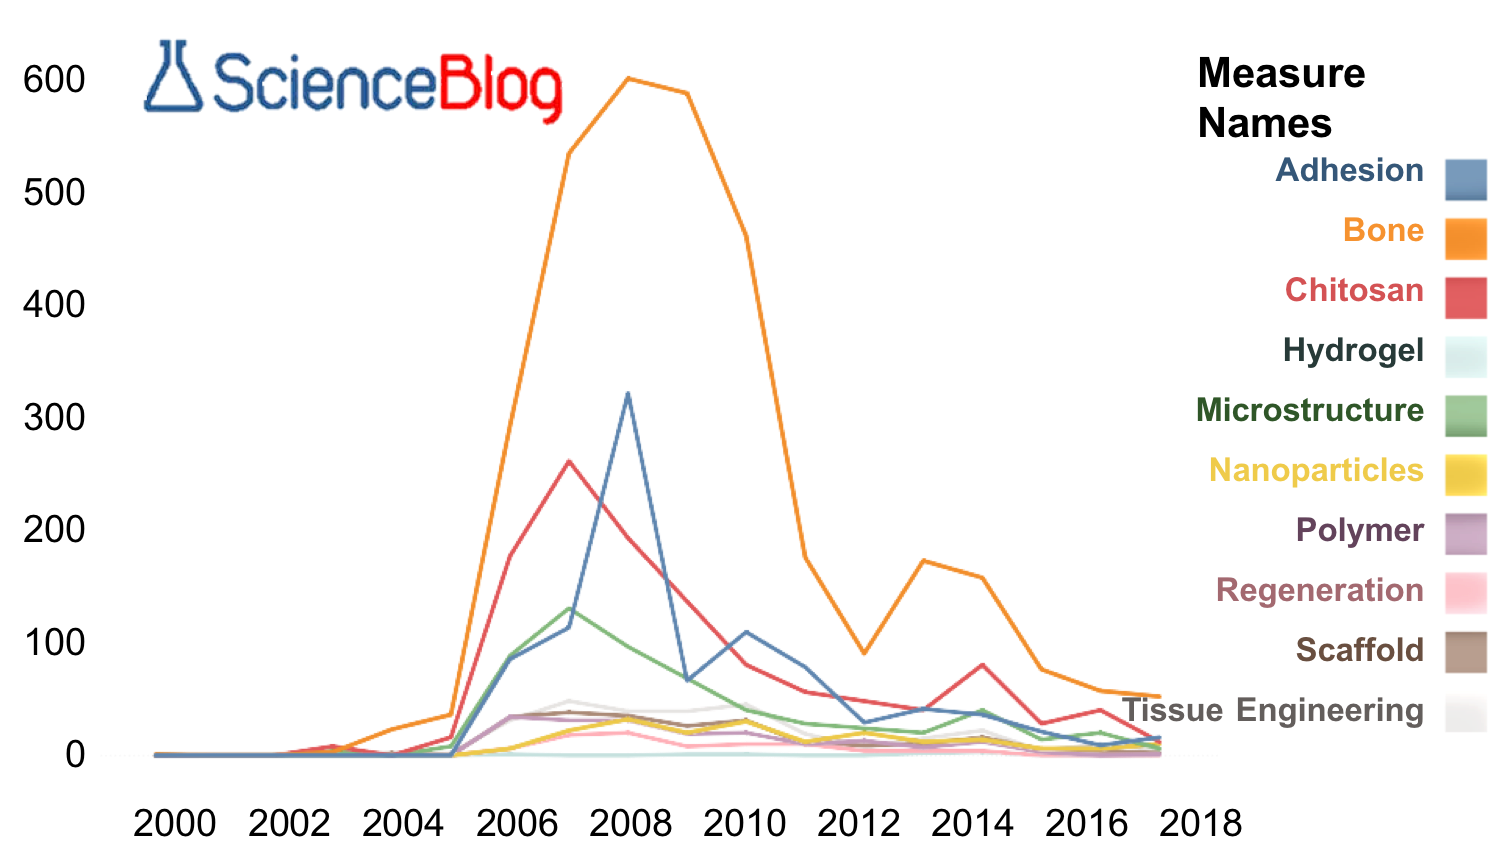 ScienceBlog
600
500
400
300
200
100
0
2000 2002 2004 2006 2008 2010 2012 2014 2016 2018
Measure
Names
Adhesion
Bone
Chitosan
Hydrogel
Microstructure
Nanoparticles
Polymer
Regeneration
Scaffold
Tissue Engineering